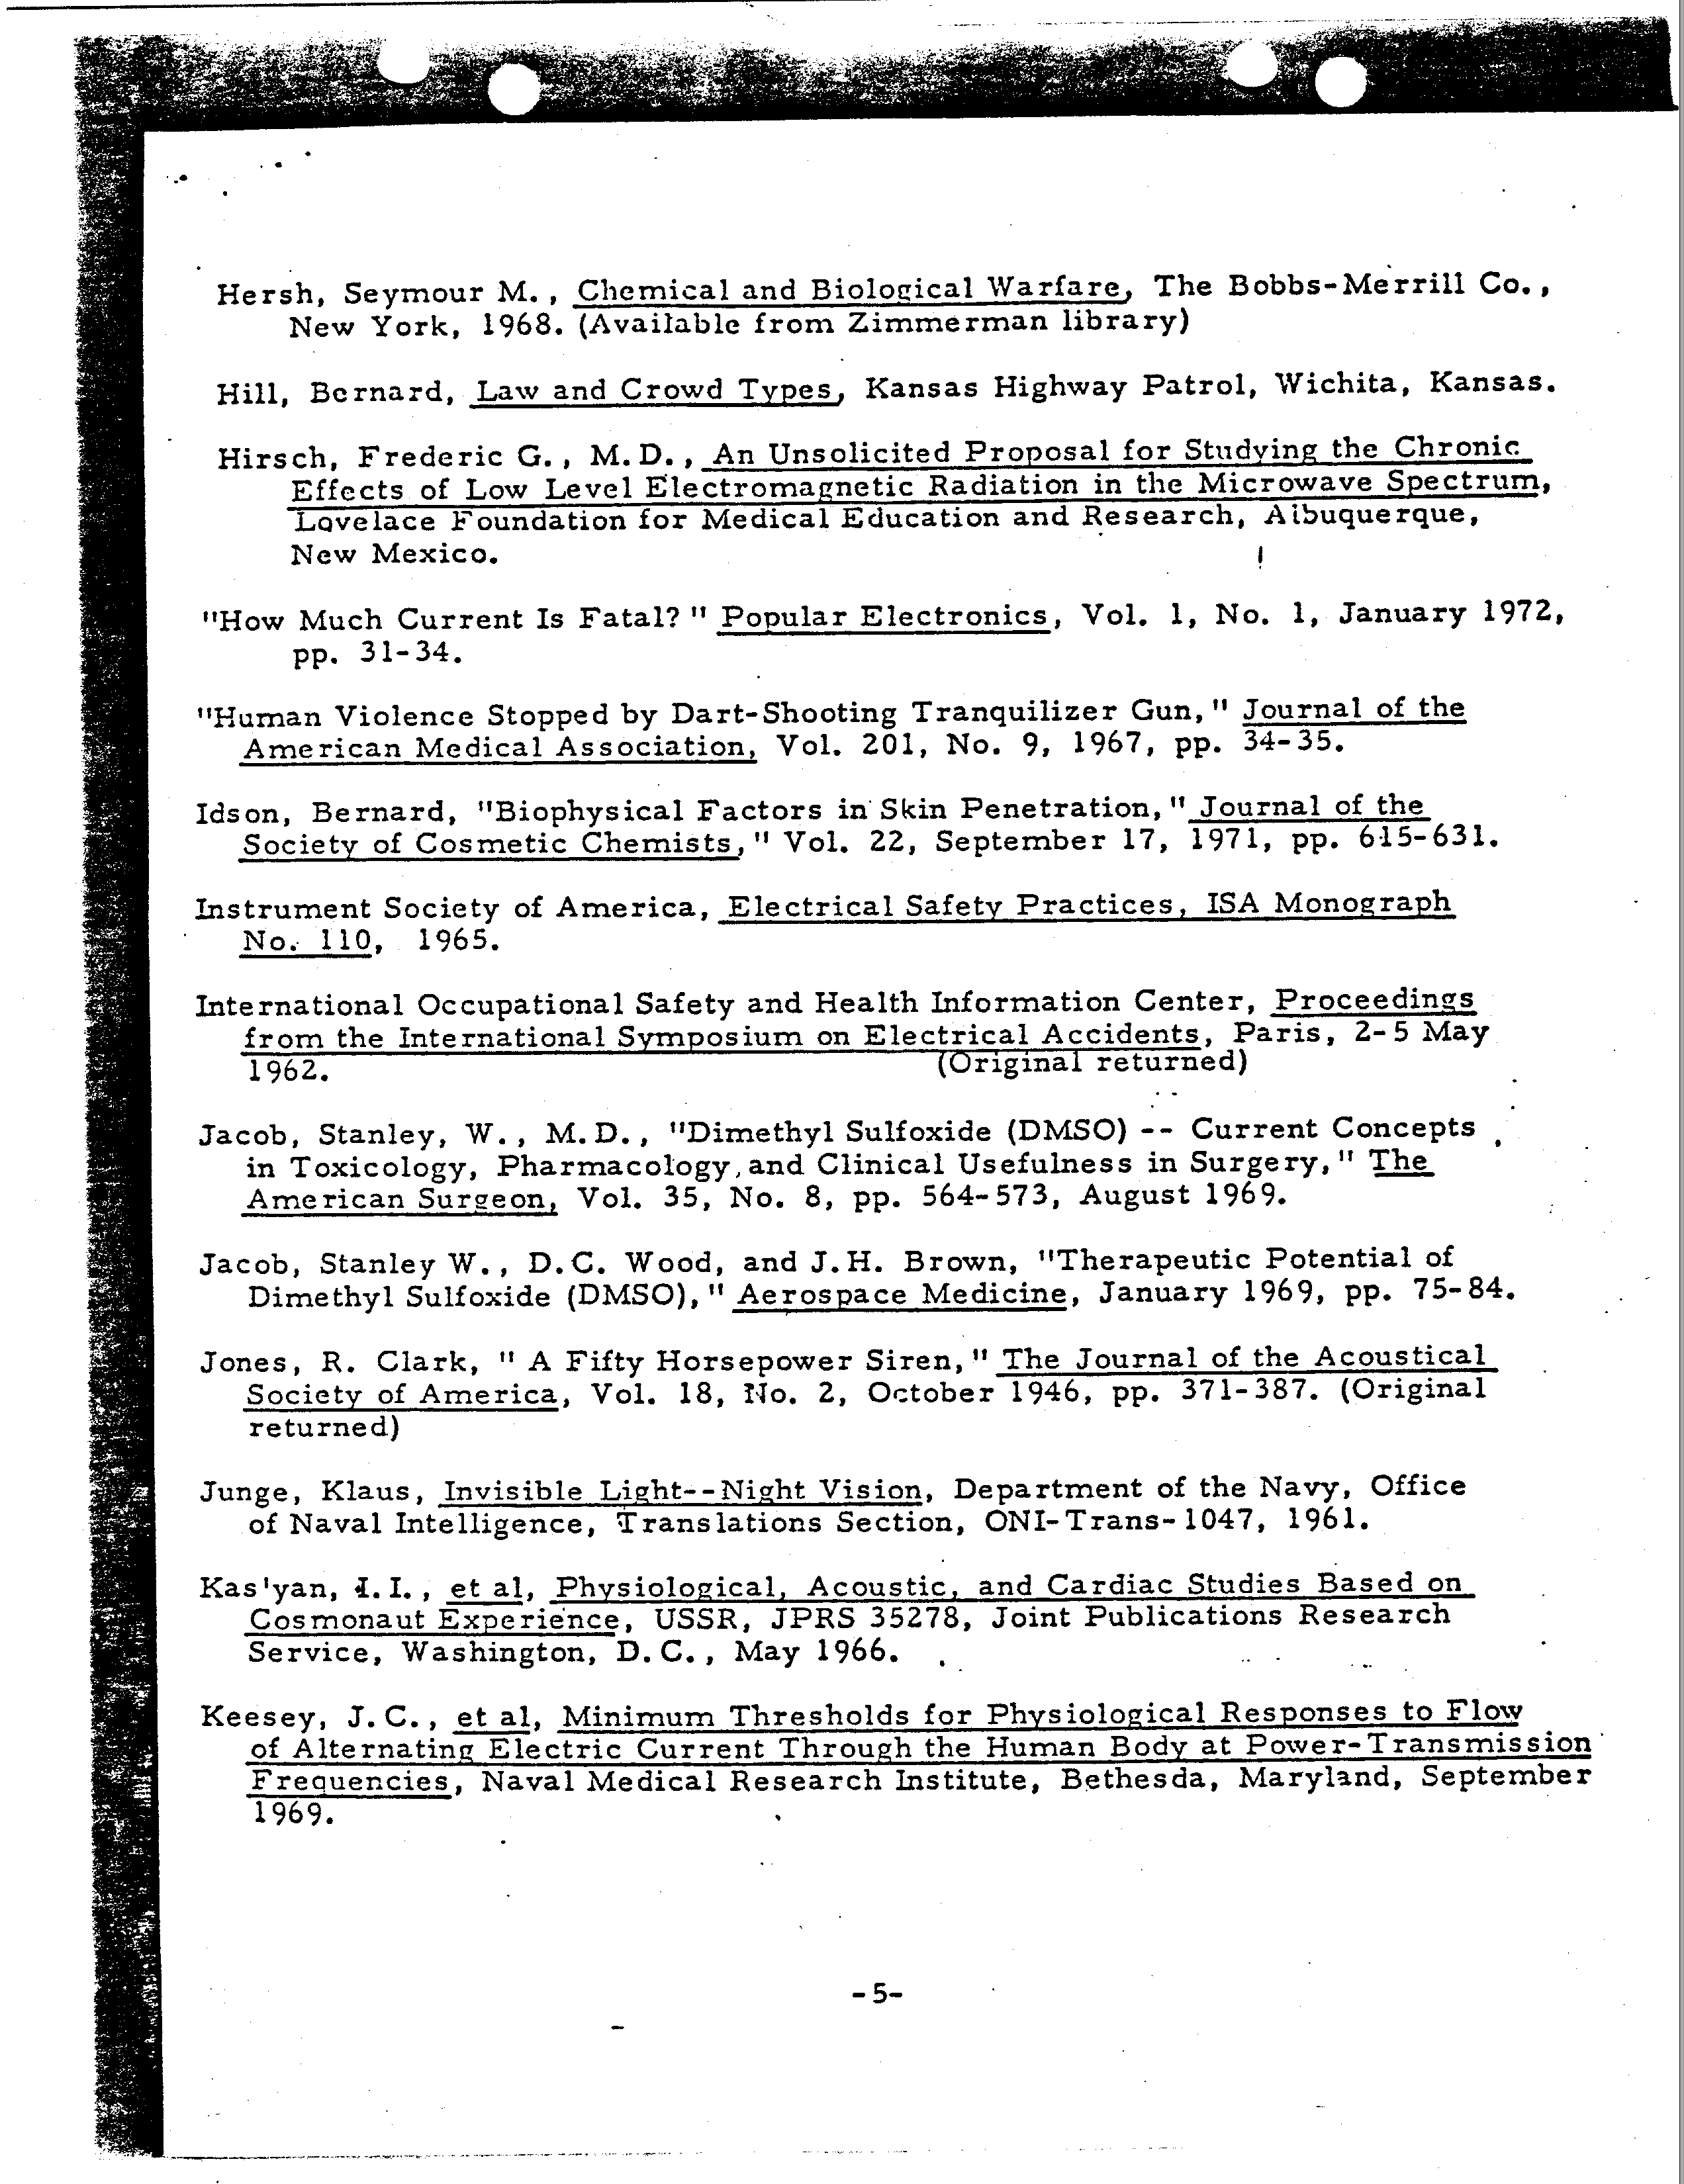 Hersh, Seymour M., Chemical and Biological Warfare, The Bobbs-Merrill Co.,
New York, 1968. (Available from Zimmerman library)
Hill, Bernard, Law and Crowd Types, Kansas Highway Patrol, Wichita, Kansas.
Hirsch, Frederic G., M.D., An Unsolicited Proposal for Studying the Chronic
Effects of Low Level Electromagnetic Radiation in the Microwave Spectrum,
Lovelace Foundation for Medical Education and Research, Albuquerque,
New Mexico.
"How Much Current Is Fatal?" Popular Electronics, Vol. 1, No. 1, January 1972,
pp. 31-34.
"Human Violence Stopped by Dart-Shooting Tranquilizer Gun," Journal of the
American Medical Association, Vol. 201, No. 9, 1967, pp. 34-35.
Idson, Bernard, "Biophysical Factors in Skin Penetration," Journal of the
Society of Cosmetic Chemists," Vol. 22, September 17, 1971, pp. 615-631.
Instrument Society of America, Electrical Safety Practices, ISA Monograph
No. 110, 1965.
International Occupational Safety and Health Information Center, Proceedings
from the International Symposium on Electrical Accidents, Paris, 2-5 May
1962. (Original returned)
Jacob, Stanley, W., M.D., "Dimethyl Sulfoxide (DMSO) -- Current Concepts
in Toxicology, Pharmacology, and Clinical Usefulness in Surgery," The
American Surgeon, Vol. 35, No. 8, pp. 564-573, August 1969.
Jacob, Stanley W., D.C. Wood, and J.H. Brown, "Therapeutic Potential of
Dimethyl Sulfoxide (DMSO)," Aerospace Medicine, January 1969, pp. 75-84.
Jones, R. Clark, " A Fifty Horsepower Siren," The Journal of the Acoustical
Society of America, Vol. 18, No. 2, October 1946, pp. 371-387. (Original
returned)
Junge, Klaus, Invisible Light--Night Vision, Department of the Navy, Office
of Naval Intelligence, Translations Section, ONI-Trans-1047, 1961.
Kas'yan, I.I., et al, Physiological, Acoustic, and Cardiac Studies Based on
Cosmonaut Experience, USSR, JPRS 35278, Joint Publications Research
Service, Washington, D.C., May 1966.
Keesey, J.C., et al, Minimum Thresholds for Physiological Responses to Flow
of Alternating Electric Current Through the Human Body at Power-Transmission
Frequencies, Naval Medical Research Institute, Bethesda, Maryland, September
1969.
-5-